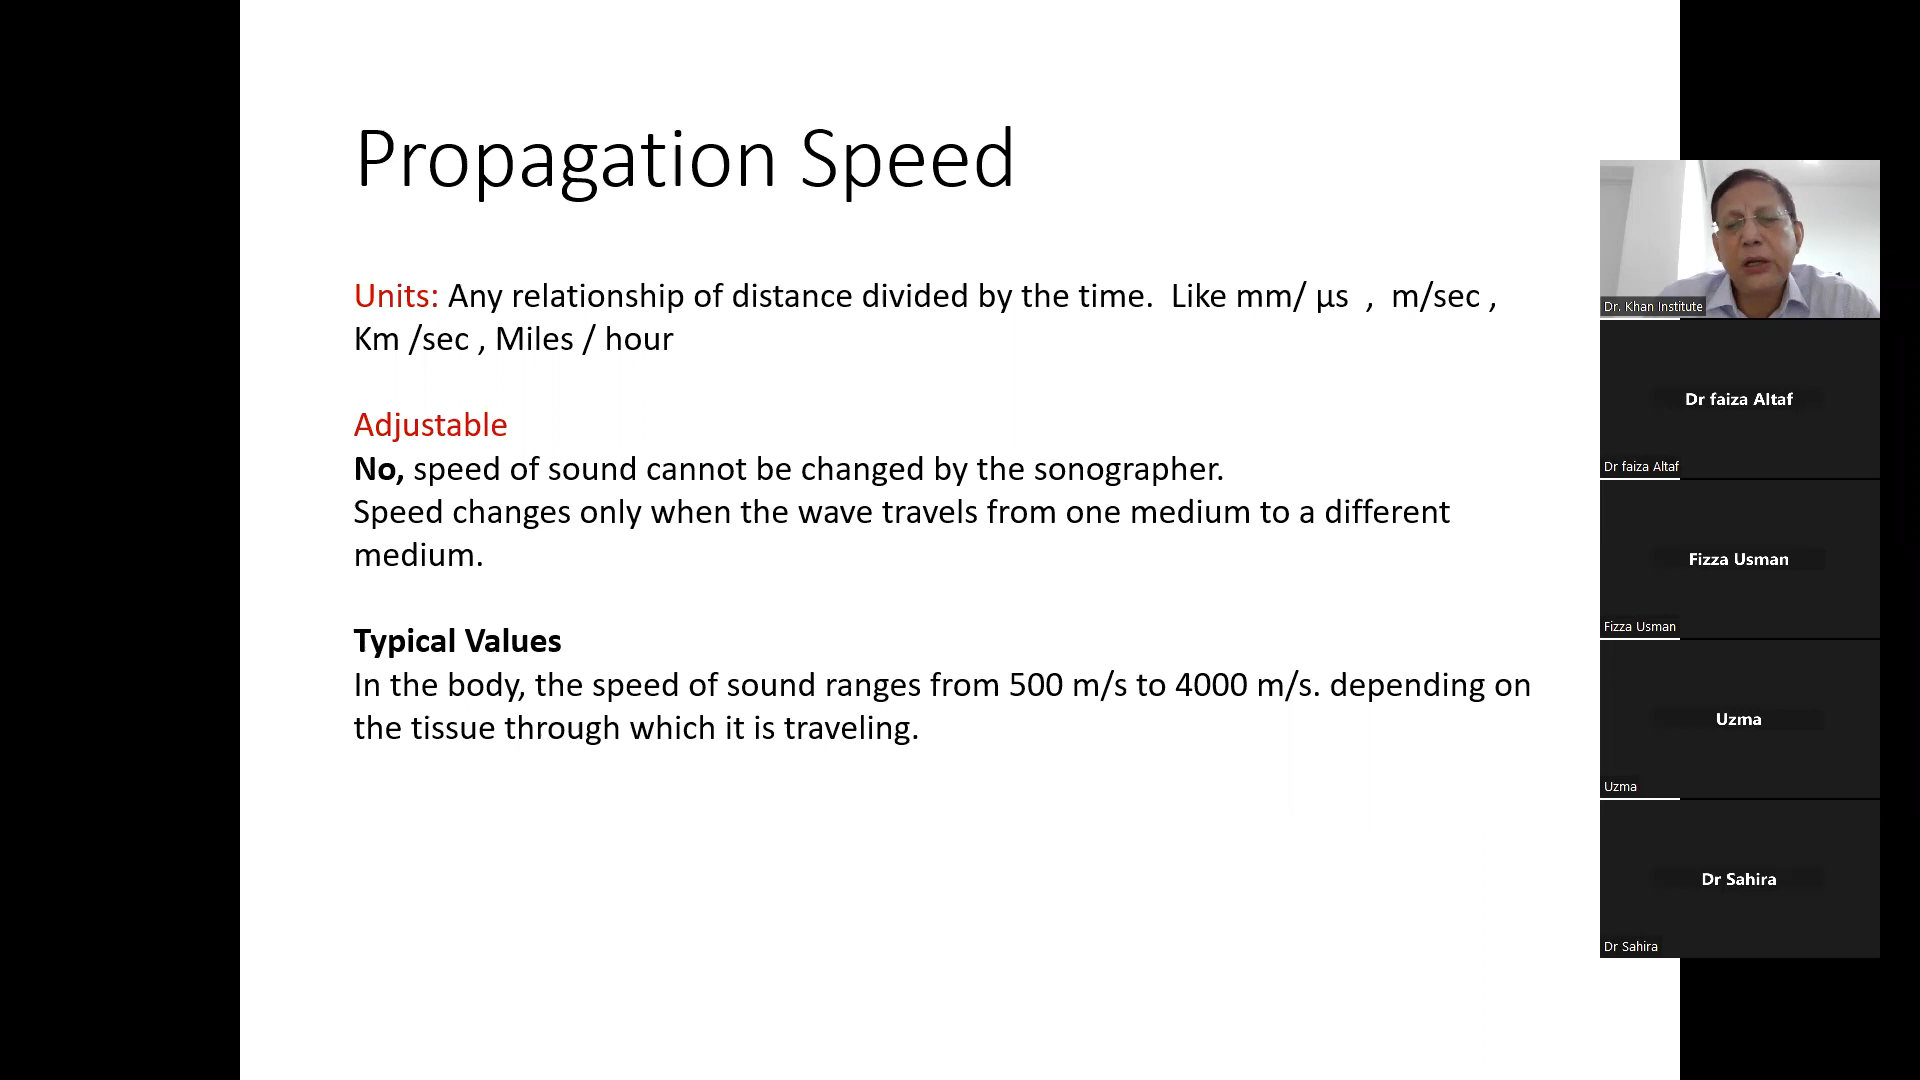 Propagation Speed
Units: Any relationship of distance divided by the time.  Like mm/ µs  ,  m/sec ,
Km /sec , Miles / hour
Adjustable
No, speed of sound cannot be changed by the sonographer.
Speed changes only when the wave travels from one medium to a different
medium.
Typical Values
In the body, the speed of sound ranges from 500 m/s to 4000 m/s. depending on
the tissue through which it is traveling.
Dr. Khan Institute
Dr faiza Altaf
Dr faiza Altaf
Fizza Usman
Fizza Usman
Uzma
Uzma
Dr Sahira
Dr Sahira